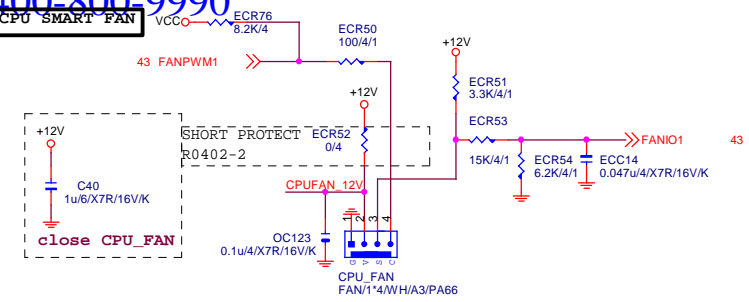 400-800-9990
CPU SMART FAN
VCC
ECR76
8.2K/4
ECR50
100/4/1
43 FANPWM1
+12V
ECR51
3.3K/4/1
+12V
ECR53
15K/4/1
FANIO1 43
ECR54
6.2K/4/1
ECC14
0.047u/4/X7R/16V/K
SHORT PROTECT
R0402-2
ECR52
0/4
+12V
C40
1u/6/X7R/16V/K
close CPU_FAN
CPUFAN_12V
OC123
0.1u/4/X7R/16V/K
1 2 3 4
G V S C
CPU_FAN
FAN/1*4/WH/A3/PA66